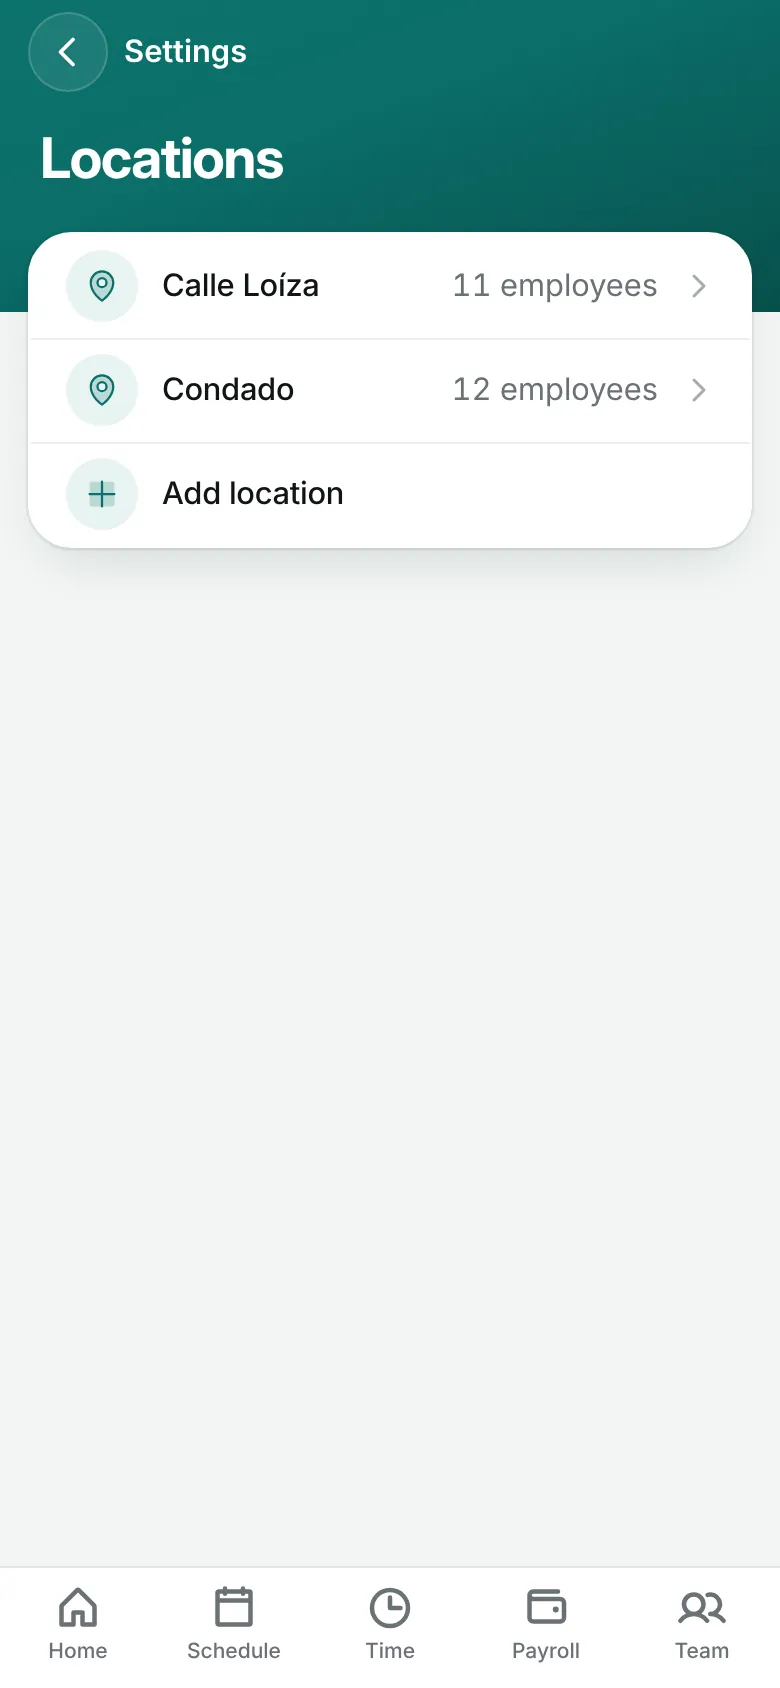 Settings
Locations
Calle Loíza 11 employees
Condado 12 employees
Add location
Home Schedule Time Payroll Team